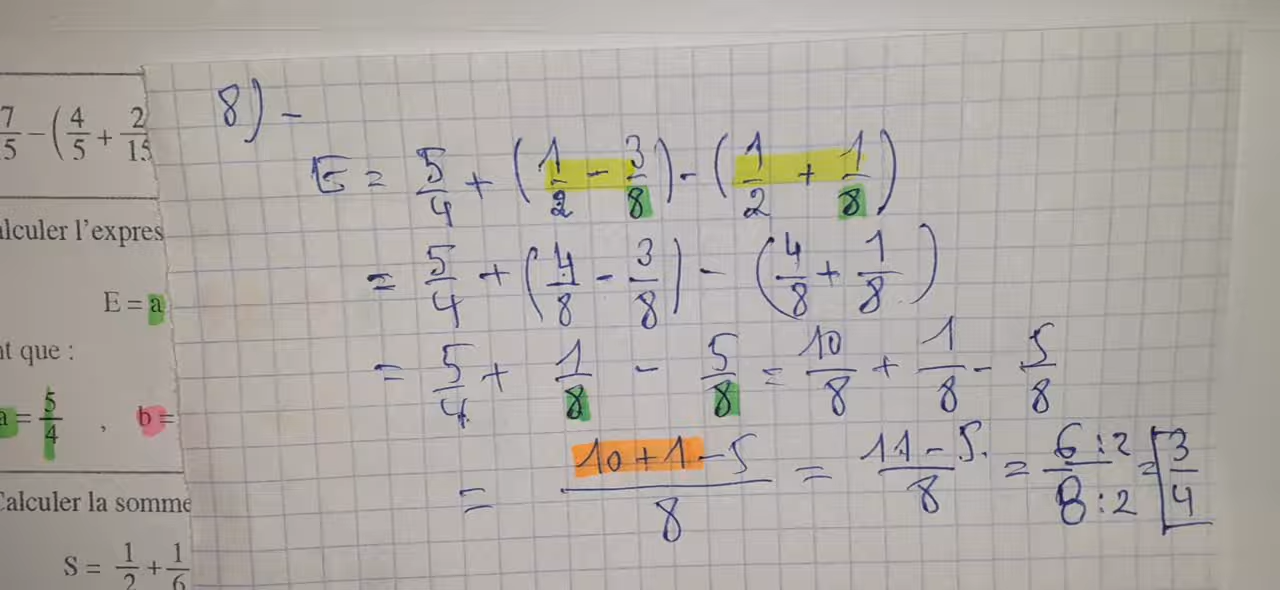 7/5 − (4/5 + 2/15
alculer l'expres
E = a
nt que :
a = 5/4 , b =
Calculer la somme
S = 1/2 + 1/6
8) -
E = 5/4 + (1/2 - 3/8) - (1/2 + 1/8)
= 5/4 + (4/8 - 3/8) - (4/8 + 1/8)
= 5/4 + 1/8 - 5/8 = 10/8 + 1/8 - 5/8
= (10 + 1 - 5)/8 = (11 - 5)/8 = (6 : 2)/(8 : 2) = 3/4